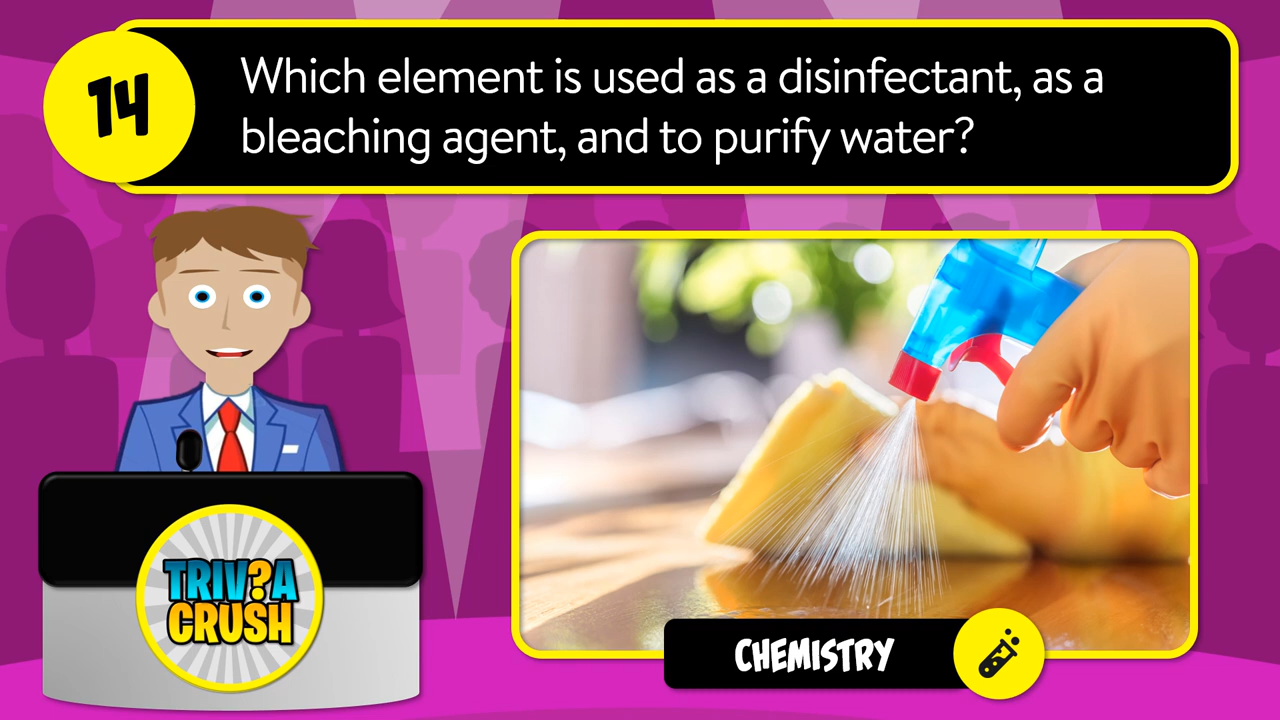 14
Which element is used as a disinfectant, as a
bleaching agent, and to purify water?
TRIV?A
CRUSH
CHEMISTRY